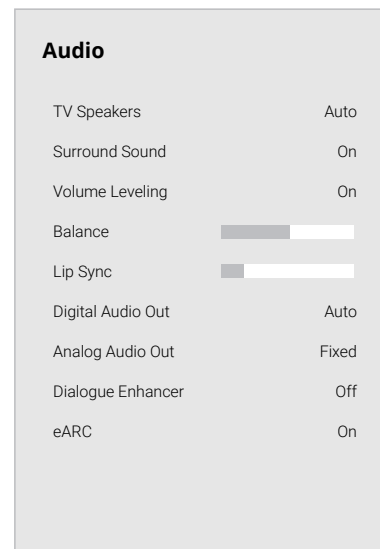 Audio
TV Speakers Auto
Surround Sound On
Volume Leveling On
Balance
Lip Sync
Digital Audio Out Auto
Analog Audio Out Fixed
Dialogue Enhancer Off
eARC On